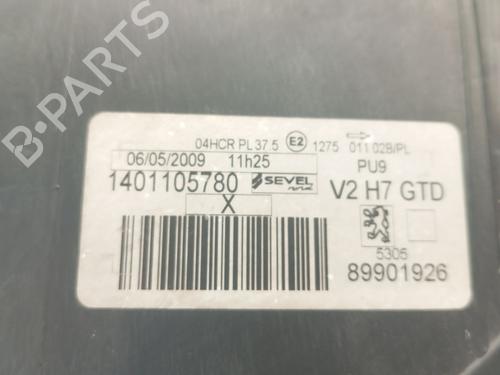 04HCR PL 37.5 E2 1275 011 02B/PL
06/05/2009 11h25 PU9
1401105780 SEVEL V2 H7 GTD
X
5305
89901926
B-PARTS